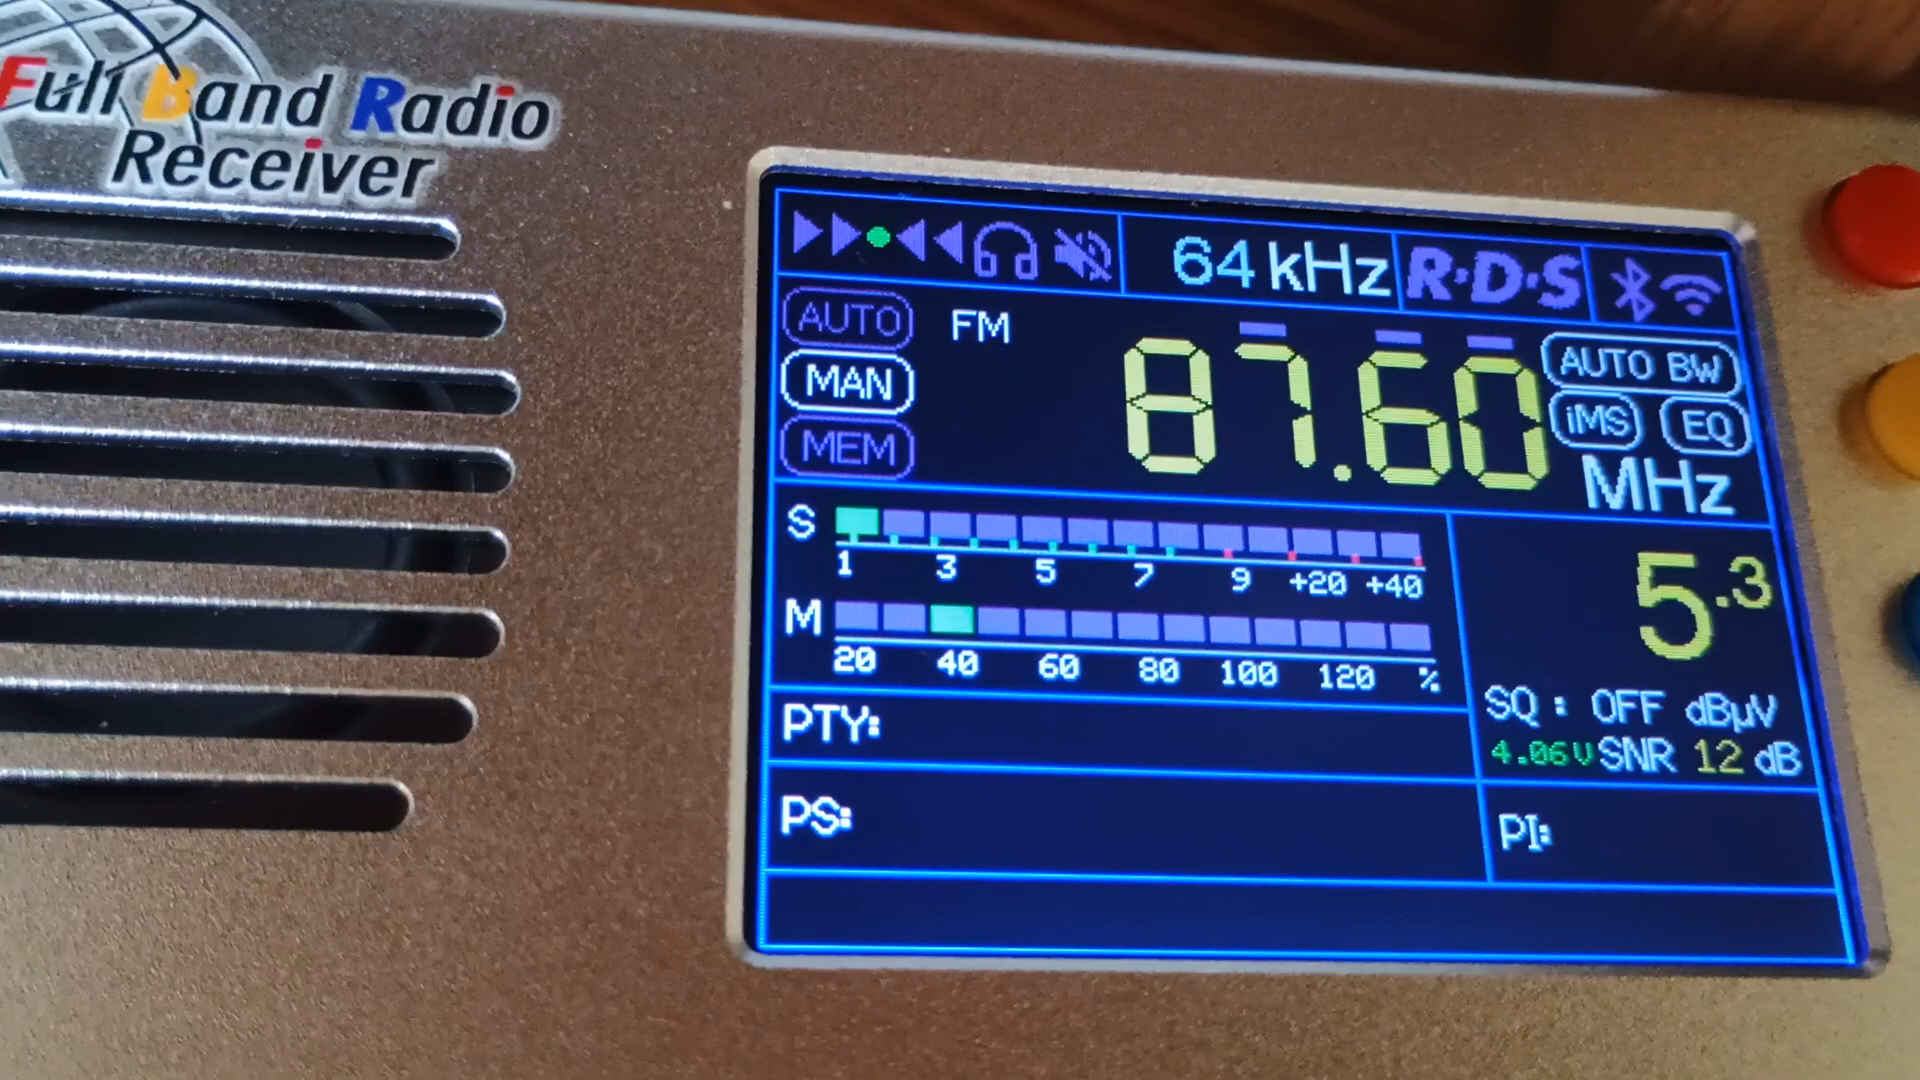 Full Band Radio
Receiver
64 kHz R·D·S
AUTO FM 87.60 AUTO BW
MAN iMS EQ
MEM MHz
S
1 3 5 7 9 +20 +40
5.3
M
20 40 60 80 100 120 %
SQ : OFF dBµV
PTY: 4.06V SNR 12 dB
PS: PI: